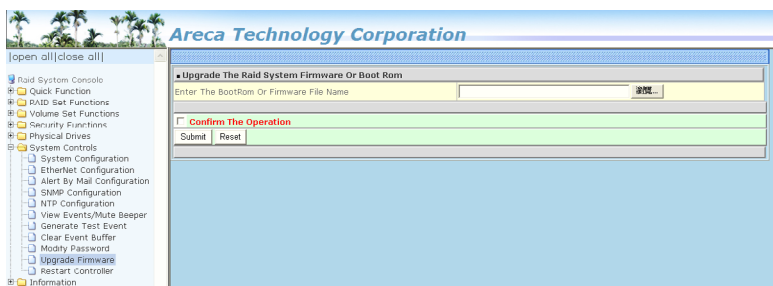 Areca Technology Corporation
|open all|close all|
Raid System Console
Quick Function
RAID Set Functions
Volume Set Functions
Security Functions
Physical Drives
System Controls
System Configuration
EtherNet Configuration
Alert By Mail Configuration
SNMP Configuration
NTP Configuration
View Events/Mute Beeper
Generate Test Event
Clear Event Buffer
Modify Password
Upgrade Firmware
Restart Controller
Information
Upgrade The Raid System Firmware Or Boot Rom
Enter The BootRom Or Firmware File Name
瀏覽...
Confirm The Operation
Submit Reset